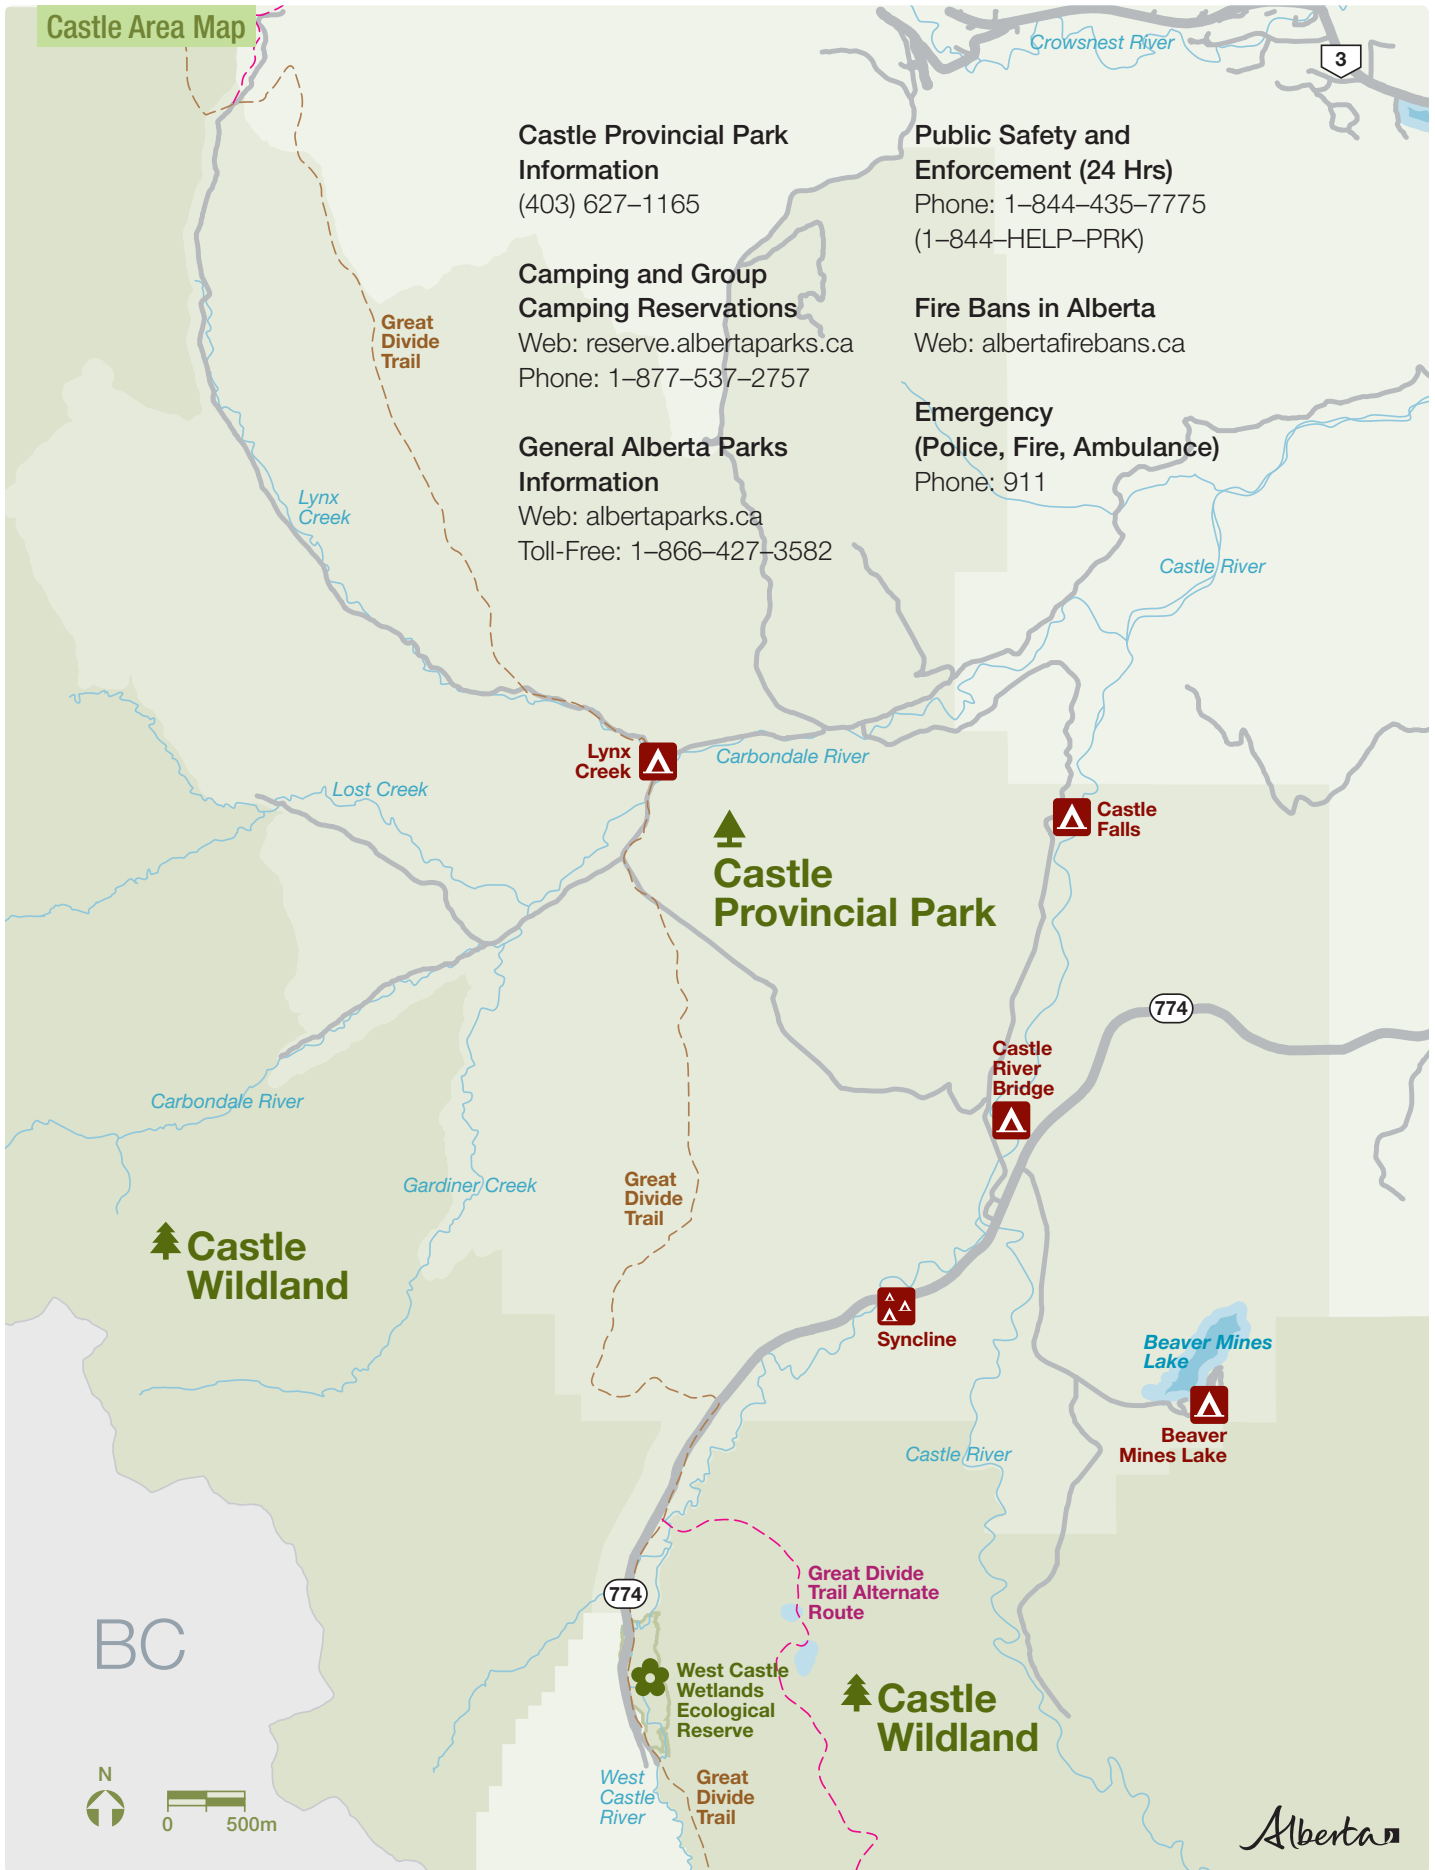 Castle Area Map
Crowsnest River
3
Castle Provincial Park
Information
(403) 627–1165
Camping and Group
Camping Reservations
Web: reserve.albertaparks.ca
Phone: 1–877–537–2757
General Alberta Parks
Information
Web: albertaparks.ca
Toll-Free: 1–866–427–3582
Public Safety and
Enforcement (24 Hrs)
Phone: 1–844–435–7775
(1–844–HELP–PRK)
Fire Bans in Alberta
Web: albertafirebans.ca
Emergency
(Police, Fire, Ambulance)
Phone: 911
Great
Divide
Trail
Lynx
Creek
Castle River
Lynx
Creek
Carbondale River
Lost Creek
Castle
Falls
Castle
Provincial Park
774
Castle
River
Bridge
Carbondale River
Gardiner Creek
Great
Divide
Trail
Castle
Wildland
Syncline
Beaver Mines
Lake
Beaver
Mines Lake
Castle River
Great Divide
Trail Alternate
Route
774
BC
West Castle
Wetlands
Ecological
Reserve
Castle
Wildland
West
Castle
River
Great
Divide
Trail
N
0 500m
Alberta